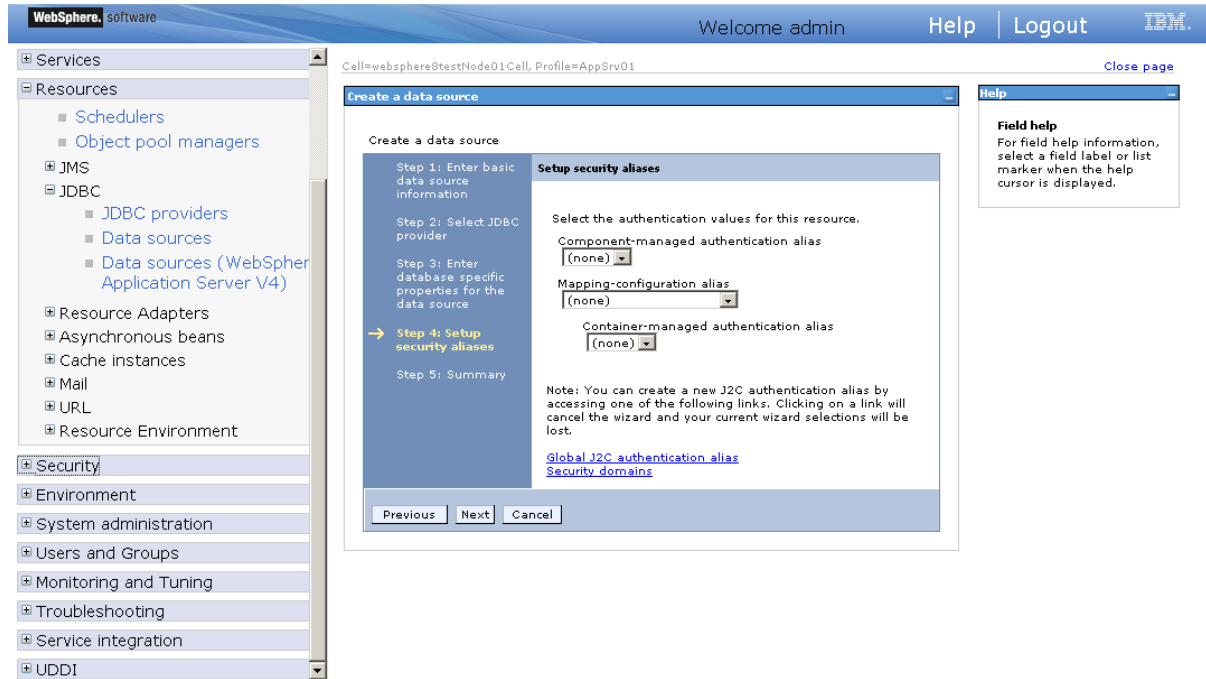 WebSphere. software
Welcome admin
Help
Logout
IBM.
Services
Resources
Schedulers
Object pool managers
JMS
JDBC
JDBC providers
Data sources
Data sources (WebSpher
Application Server V4)
Resource Adapters
Asynchronous beans
Cache instances
Mail
URL
Resource Environment
Security
Environment
System administration
Users and Groups
Monitoring and Tuning
Troubleshooting
Service integration
UDDI
Cell=websphere8testNode01Cell, Profile=AppSrv01
Close page
Create a data source
Create a data source
Step 1: Enter basic
data source
information
Step 2: Select JDBC
provider
Step 3: Enter
database specific
properties for the
data source
Step 4: Setup
security aliases
Step 5: Summary
Setup security aliases
Select the authentication values for this resource.
Component-managed authentication alias
(none)
Mapping-configuration alias
(none)
Container-managed authentication alias
(none)
Note: You can create a new J2C authentication alias by
accessing one of the following links. Clicking on a link will
cancel the wizard and your current wizard selections will be
lost.
Global J2C authentication alias
Security domains
Previous
Next
Cancel
Help
Field help
For field help information,
select a field label or list
marker when the help
cursor is displayed.